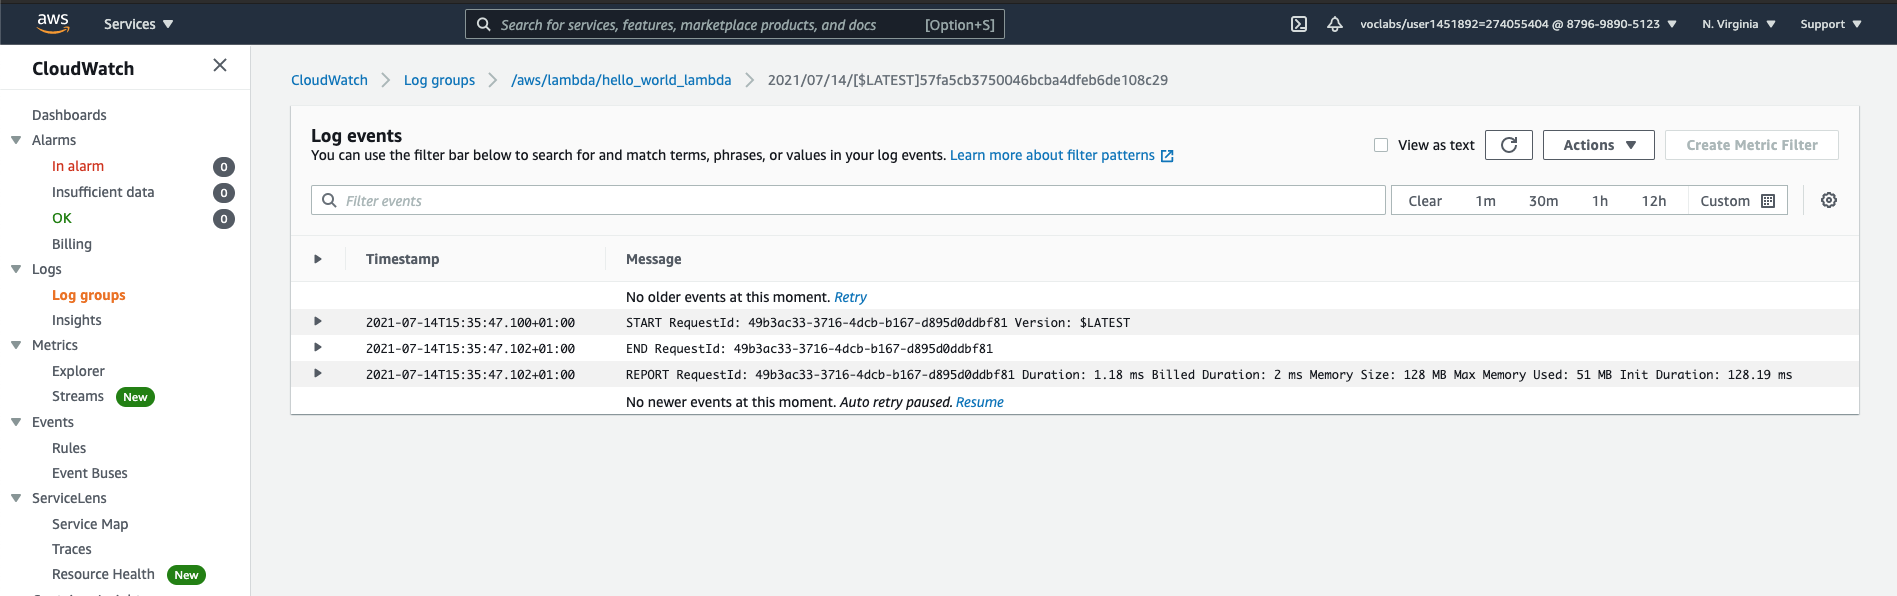 aws
Services
Search for services, features, marketplace products, and docs [Option+S]
voclabs/user1451892=274055404 @ 8796-9890-5123
N. Virginia
Support
CloudWatch
Dashboards
Alarms
In alarm 0
Insufficient data 0
OK 0
Billing
Logs
Log groups
Insights
Metrics
Explorer
Streams New
Events
Rules
Event Buses
ServiceLens
Service Map
Traces
Resource Health New
CloudWatch Log groups /aws/lambda/hello_world_lambda 2021/07/14/[$LATEST]57fa5cb3750046bcba4dfeb6de108c29
Log events
You can use the filter bar below to search for and match terms, phrases, or values in your log events. Learn more about filter patterns
View as text
Actions
Create Metric Filter
Filter events
Clear 1m 30m 1h 12h Custom
Timestamp Message
No older events at this moment. Retry
2021-07-14T15:35:47.100+01:00 START RequestId: 49b3ac33-3716-4dcb-b167-d895d0ddbf81 Version: $LATEST
2021-07-14T15:35:47.102+01:00 END RequestId: 49b3ac33-3716-4dcb-b167-d895d0ddbf81
2021-07-14T15:35:47.102+01:00 REPORT RequestId: 49b3ac33-3716-4dcb-b167-d895d0ddbf81 Duration: 1.18 ms Billed Duration: 2 ms Memory Size: 128 MB Max Memory Used: 51 MB Init Duration: 128.19 ms
No newer events at this moment. Auto retry paused. Resume